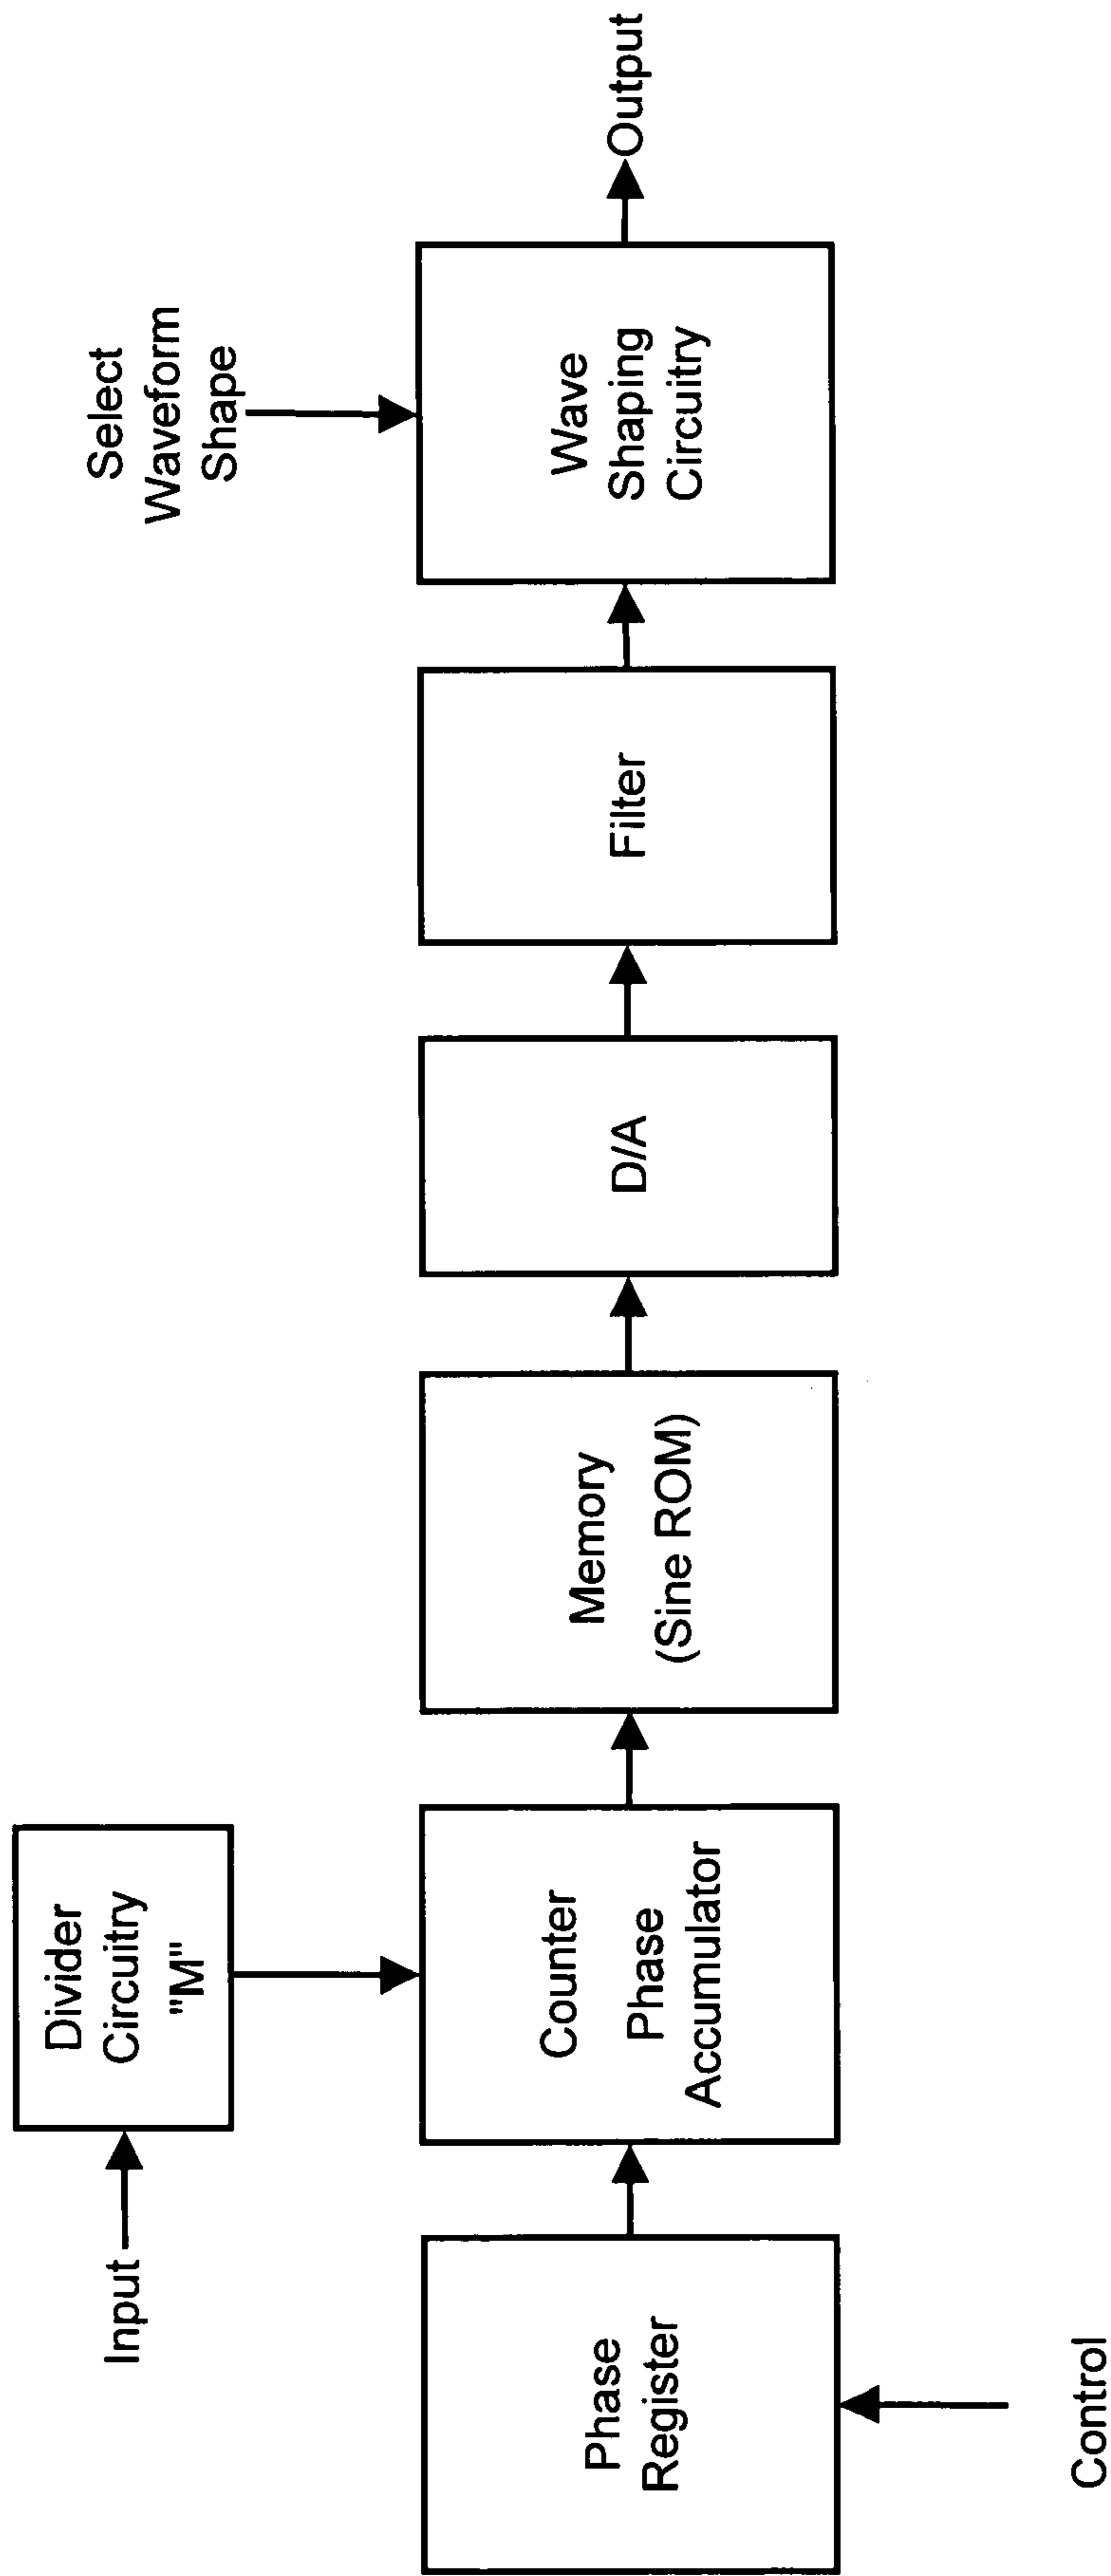 Input
Divider
Circuitry
"M"
Select
Waveform
Shape
Phase
Register
Counter
Phase
Accumulator
Memory
(Sine ROM)
D/A
Filter
Wave
Shaping
Circuitry
Output
Control